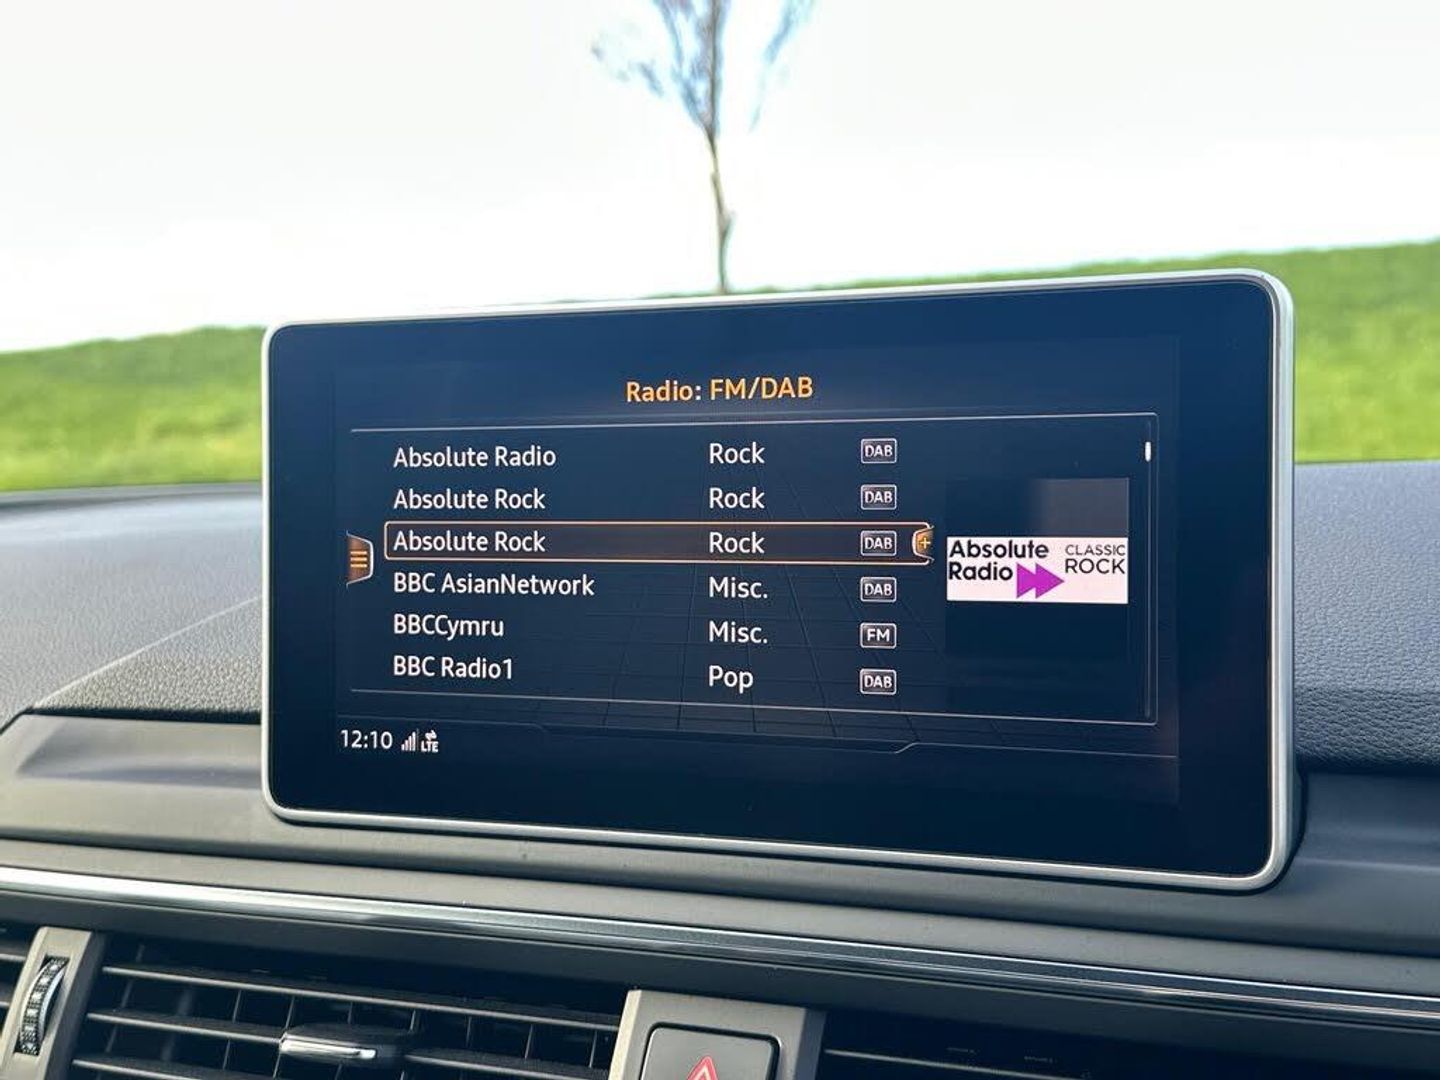 Radio: FM/DAB
Absolute Radio Rock DAB
Absolute Rock Rock DAB
Absolute Rock Rock DAB +
BBC AsianNetwork Misc. DAB
BBCCymru Misc. FM
BBC Radio1 Pop DAB
Absolute CLASSIC
Radio ROCK
12:10 LTE